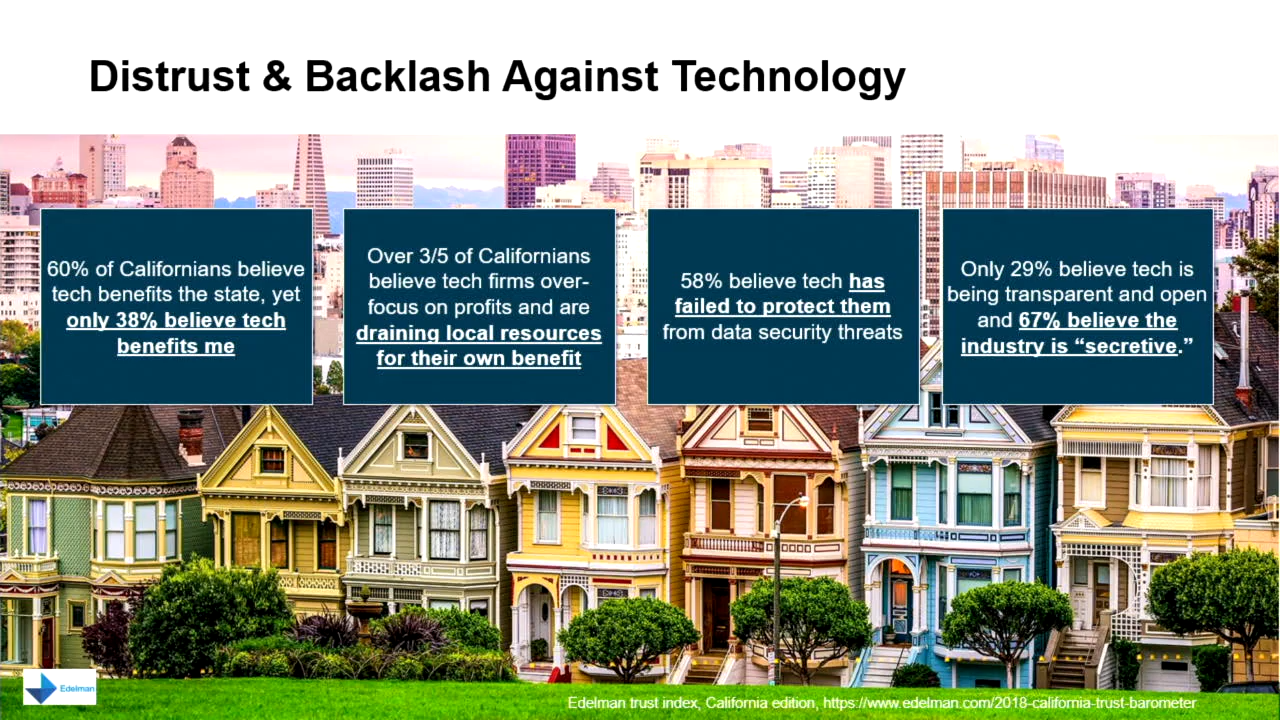 Distrust & Backlash Against Technology
60% of Californians believe
tech benefits the state, yet
only 38% believe tech
benefits me
Over 3/5 of Californians
believe tech firms over-
focus on profits and are
draining local resources
for their own benefit
58% believe tech has
failed to protect them
from data security threats
Only 29% believe tech is
being transparent and open
and 67% believe the
industry is “secretive.”
Edelman
Edelman trust index, California edition, https://www.edelman.com/2018-california-trust-barometer